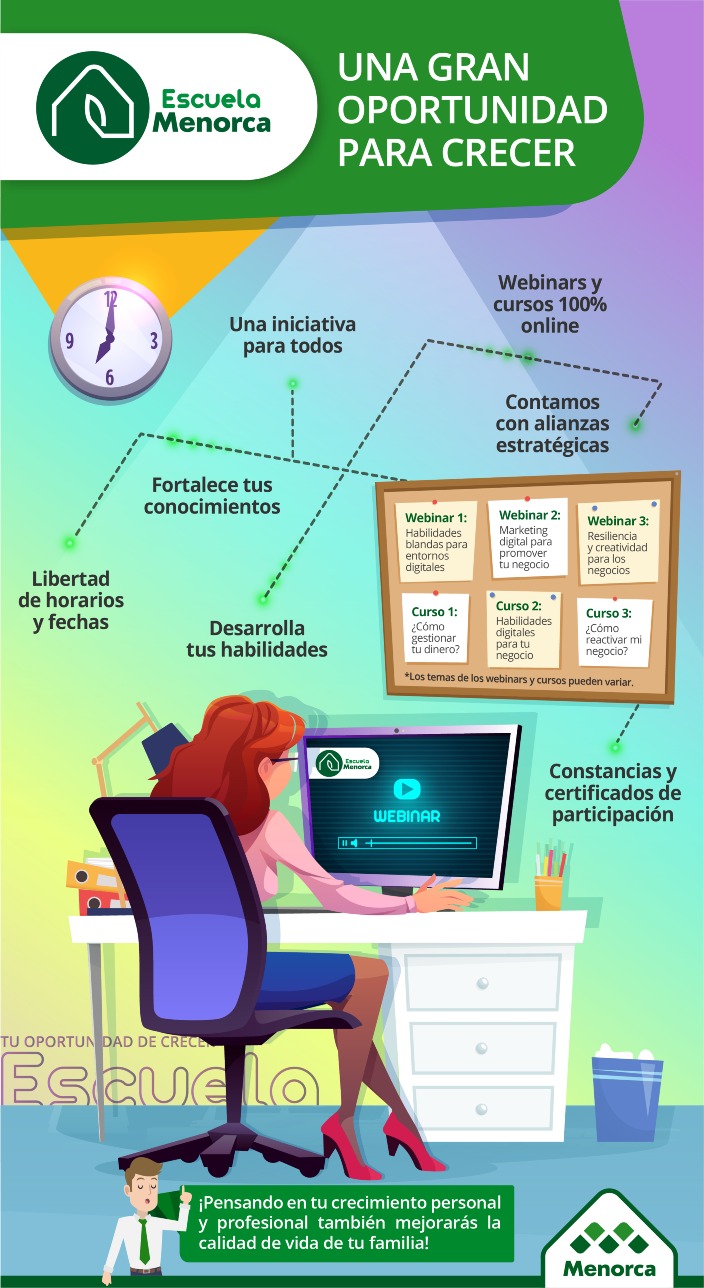 Escuela
Menorca
UNA GRAN
OPORTUNIDAD
PARA CRECER
12
9
3
6
Una iniciativa
para todos
Webinars y
cursos 100%
online
Contamos
con alianzas
estratégicas
Fortalece tus
conocimientos
Libertad
de horarios
y fechas
Desarrolla
tus habilidades
Webinar 1:
Habilidades
blandas para
entornos
digitales
Webinar 2:
Marketing
digital para
promover
tu negocio
Webinar 3:
Resiliencia
y creatividad
para los
negocios
Curso 1:
¿Cómo
gestionar
tu dinero?
Curso 2:
Habilidades
digitales
para tu
negocio
Curso 3:
¿Cómo
reactivar mi
negocio?
*Los temas de los webinars y cursos pueden variar.
Constancias y
certificados de
participación
Escuela
Menorca
WEBINAR
TU OPORTUNIDAD DE CRECER
Escuela
¡Pensando en tu crecimiento personal
y profesional también mejorarás la
calidad de vida de tu familia!
Menorca